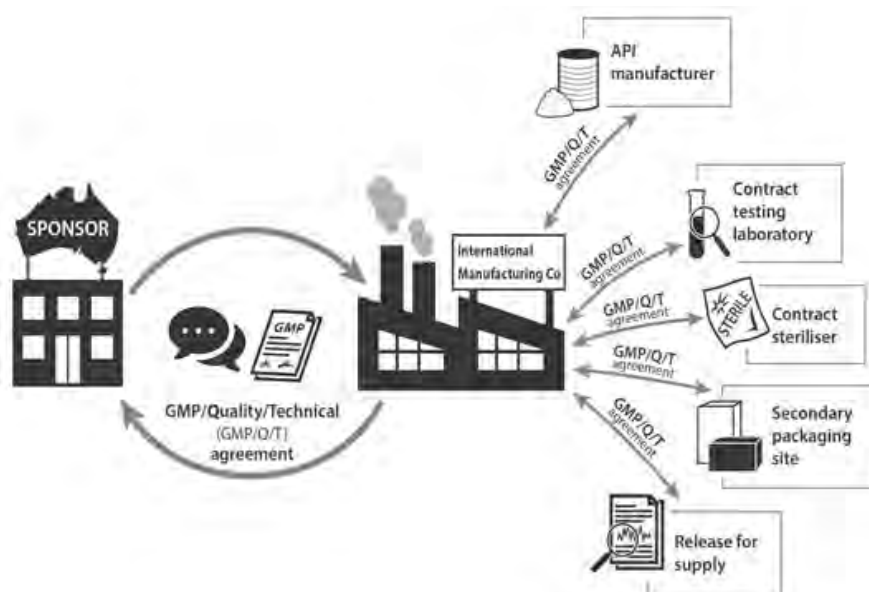 SPONSOR
GMP
GMP/Quality/Technical
(GMP/Q/T)
agreement
International
Manufacturing Co
GMP/Q/T
agreement
API
manufacturer
GMP/Q/T
agreement
Contract
testing
laboratory
GMP/Q/T
agreement
STERILE
Contract
steriliser
GMP/Q/T
agreement
Secondary
packaging
site
GMP/Q/T
agreement
Release for
supply